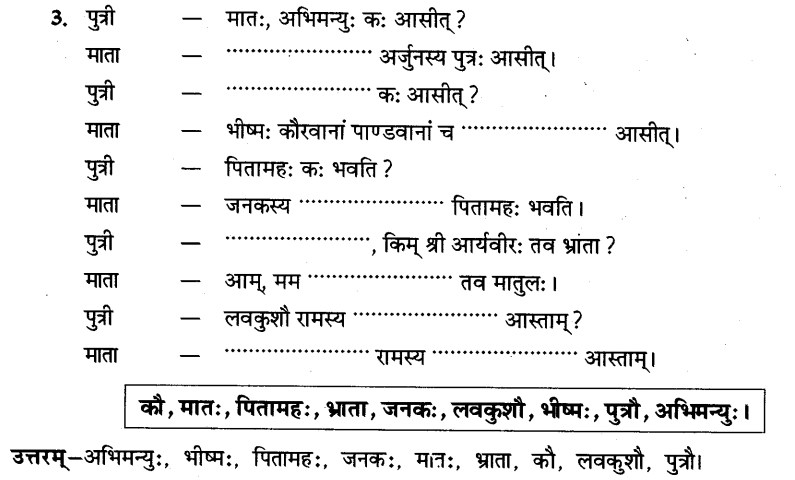 3. पुत्री – मातः, अभिमन्युः कः आसीत् ?
माता – ........................ अर्जुनस्य पुत्रः आसीत्।
पुत्री – ........................ कः आसीत् ?
माता – भीष्मः कौरवानां पाण्डवानां च ........................ आसीत्।
पुत्री – पितामहः कः भवति ?
माता – जनकस्य ........................ पितामहः भवति।
पुत्री – ........................, किम् श्री आर्यवीरः तव भ्रांता ?
माता – आम्, मम ........................ तव मातुलः।
पुत्री – लवकुशौ रामस्य ........................ आस्ताम् ?
माता – ........................ रामस्य ........................ आस्ताम्।
कौ, मातः, पितामहः, भ्राता, जनकः, लवकुशौ, भीष्मः, पुत्रौ, अभिमन्युः।
उत्तरम्–अभिमन्युः, भीष्मः, पितामहः, जनकः, मातः, भ्राता, कौ, लवकुशौ, पुत्रौ।